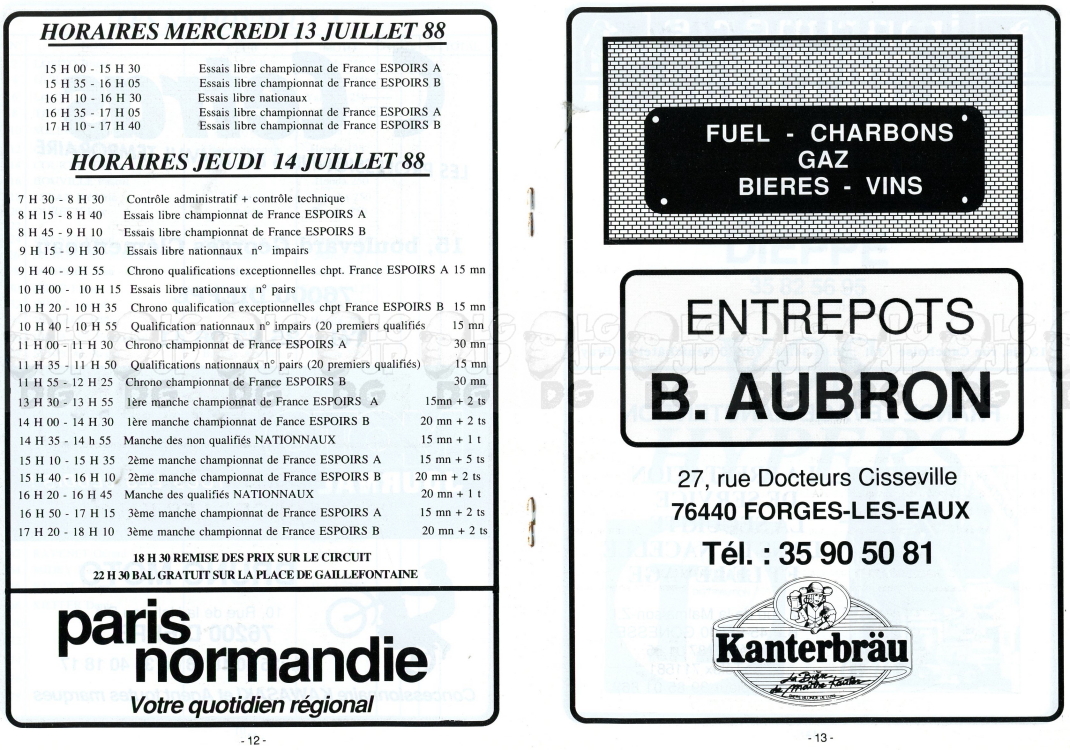 HORAIRES MERCREDI 13 JUILLET 88
15 H 00 - 15 H 30 Essais libre championnat de France ESPOIRS A
15 H 35 - 16 H 05 Essais libre championnat de France ESPOIRS B
16 H 10 - 16 H 30 Essais libre nationaux
16 H 35 - 17 H 05 Essais libre championnat de France ESPOIRS A
17 H 10 - 17 H 40 Essais libre championnat de France ESPOIRS B
HORAIRES JEUDI 14 JUILLET 88
7 H 30 - 8 H 30 Contrôle administratif + contrôle technique
8 H 15 - 8 H 40 Essais libre championnat de France ESPOIRS A
8 H 45 - 9 H 10 Essais libre championnat de France ESPOIRS B
9 H 15 - 9 H 30 Essais libre nationnaux n° impairs
9 H 40 - 9 H 55 Chrono qualifications exceptionnelles chpt. France ESPOIRS A 15 mn
10 H 00 - 10 H 15 Essais libre nationnaux n° pairs
10 H 20 - 10 H 35 Chrono qualification exceptionnelles chpt France ESPOIRS B 15 mn
10 H 40 - 10 H 55 Qualification nationnaux n° impairs (20 premiers qualifiés 15 mn
11 H 00 - 11 H 30 Chrono championnat de France ESPOIRS A 30 mn
11 H 35 - 11 H 50 Qualifications nationnaux n° pairs (20 premiers qualifiés) 15 mn
11 H 55 - 12 H 25 Chrono championnat de France ESPOIRS B 30 mn
13 H 30 - 13 H 55 1ère manche championnat de France ESPOIRS A 15mn + 2 ts
14 H 00 - 14 H 30 1ère manche championnat de France ESPOIRS B 20 mn + 2 ts
14 H 35 - 14 h 55 Manche des non qualifiés NATIONNAUX 15 mn + 1 t
15 H 10 - 15 H 35 2ème manche championnat de France ESPOIRS A 15 mn + 5 ts
15 H 40 - 16 H 10 2ème manche championnat de France ESPOIRS B 20 mn + 2 ts
16 H 20 - 16 H 45 Manche des qualifiés NATIONNAUX 20 mn + 1 t
16 H 50 - 17 H 15 3ème manche championnat de France ESPOIRS A 15 mn + 2 ts
17 H 20 - 18 H 10 3ème manche championnat de France ESPOIRS B 20 mn + 2 ts
18 H 30 REMISE DES PRIX SUR LE CIRCUIT
22 H 30 BAL GRATUIT SUR LA PLACE DE GAILLEFONTAINE
paris
normandie
Votre quotidien régional
- 12 -
FUEL - CHARBONS
GAZ
BIERES - VINS
ENTREPOTS
B. AUBRON
27, rue Docteurs Cisseville
76440 FORGES-LES-EAUX
Tél. : 35 90 50 81
Kanterbräu
La Bière
de Maître Kanter
- 13 -